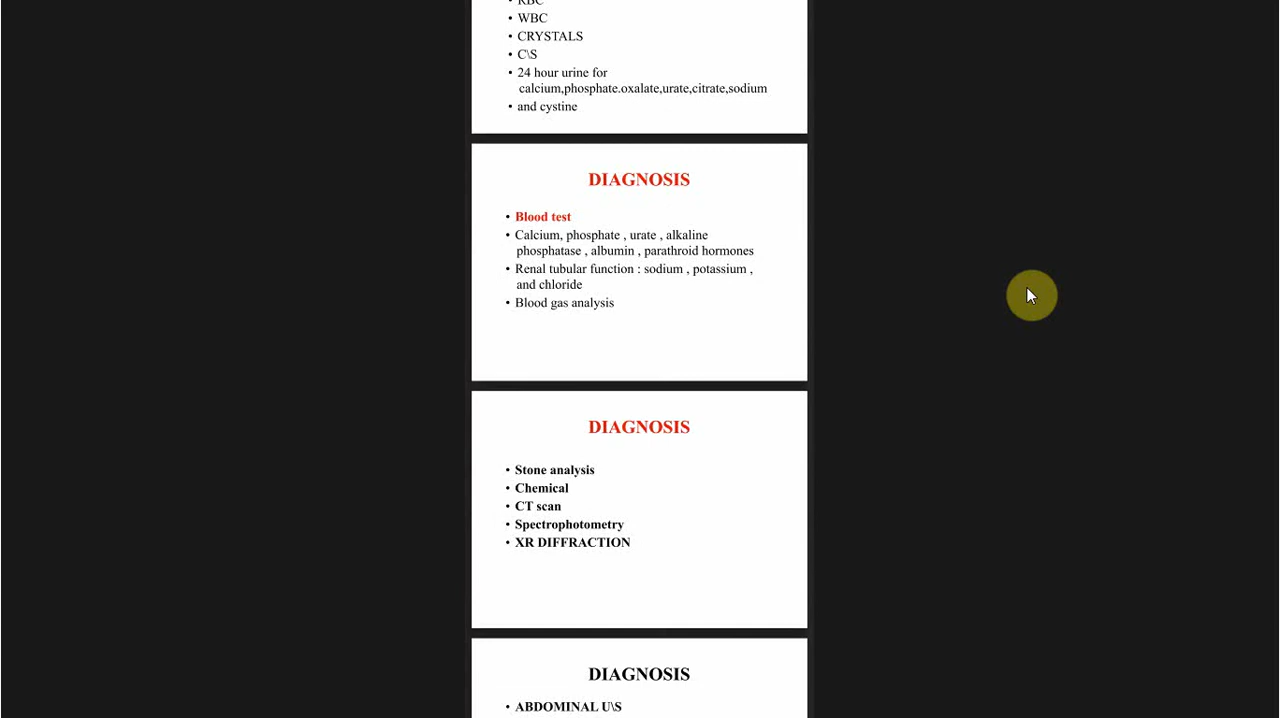 • RBC
• WBC
• CRYSTALS
• C\S
• 24 hour urine for
calcium,phosphate.oxalate,urate,citrate,sodium
• and cystine
DIAGNOSIS
• Blood test
• Calcium, phosphate , urate , alkaline
phosphatase , albumin , parathroid hormones
• Renal tubular function : sodium , potassium ,
and chloride
• Blood gas analysis
DIAGNOSIS
• Stone analysis
• Chemical
• CT scan
• Spectrophotometry
• XR DIFFRACTION
DIAGNOSIS
• ABDOMINAL U\S